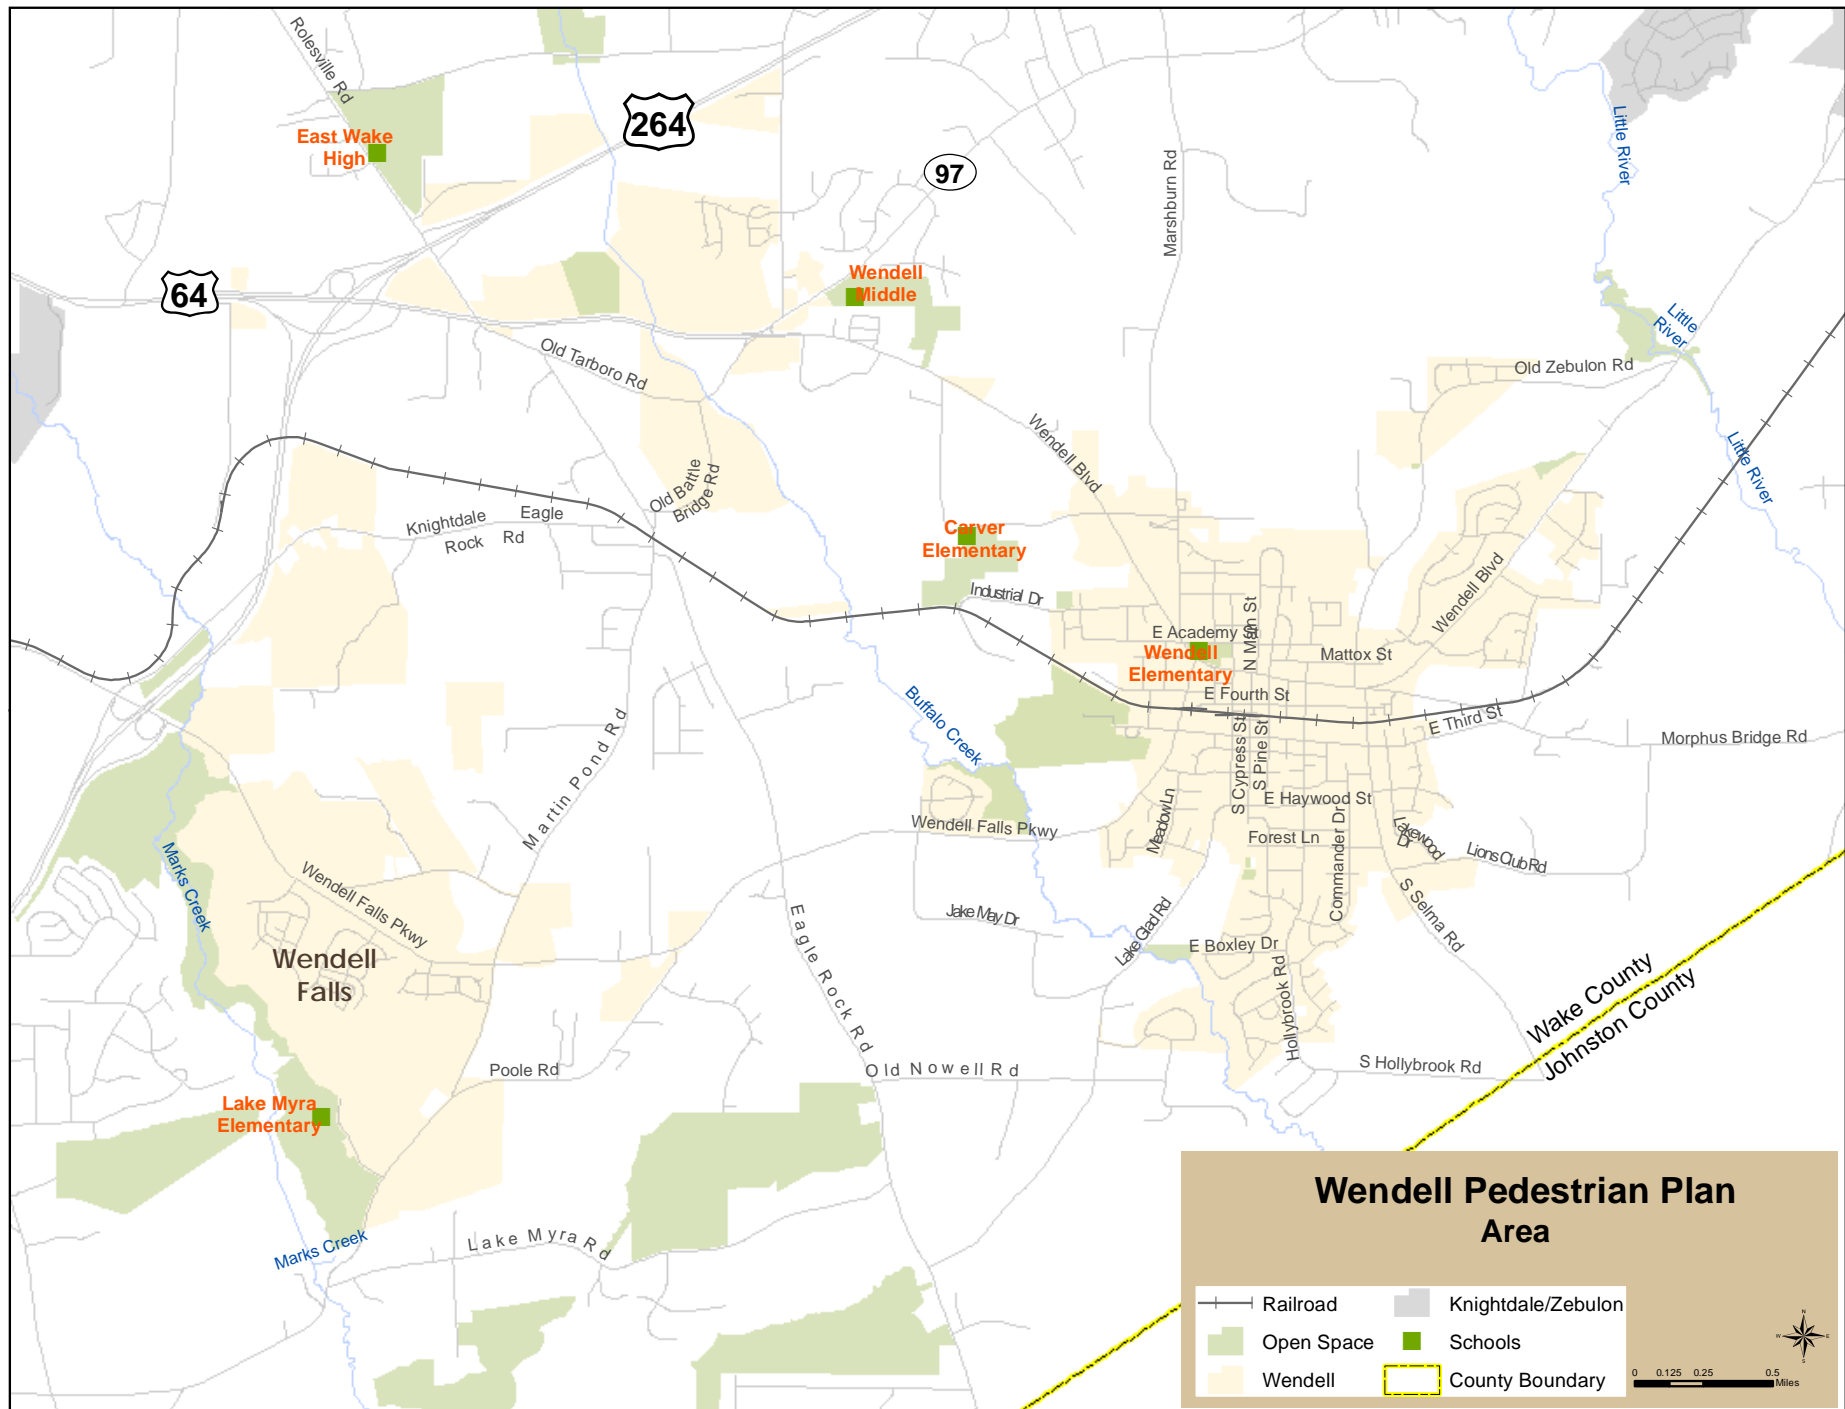 Rolesville Rd
East Wake
High
264
97
Marshburn Rd
Little River
64
Wendell
Middle
Little
River
Old Tarboro Rd
Old Zebulon Rd
Wendell Blvd
Little River
Old Battle
Bridge Rd
Knightdale
Eagle
Rock
Rd
Carver
Elementary
Industrial Dr
Wendell Blvd
N Main St
E Academy St
Wendell
Elementary
Mattox St
E Fourth St
Buffalo Creek
E Third St
Morphus Bridge Rd
S Cypress St
S Pine St
Martin Pond Rd
E Haywood St
Meadow Ln
Wendell Falls Pkwy
Forest Ln
Commander Dr
Lakewood
Dr
Lions Club Rd
Marks Creek
Wendell Falls Pkwy
Wendell
Falls
Jake May Dr
Lake Glad Rd
S Selma Rd
E Boxley Dr
Eagle Rock Rd
Hollybrook Rd
Wake County
Johnston County
Poole Rd
Old Nowell Rd
S Hollybrook Rd
Lake Myra
Elementary
Marks Creek
Lake Myra Rd
Wendell Pedestrian Plan
Area
Railroad
Knightdale/Zebulon
Open Space
Schools
Wendell
County Boundary
N
W
E
S
0 0.125 0.25 0.5
Miles